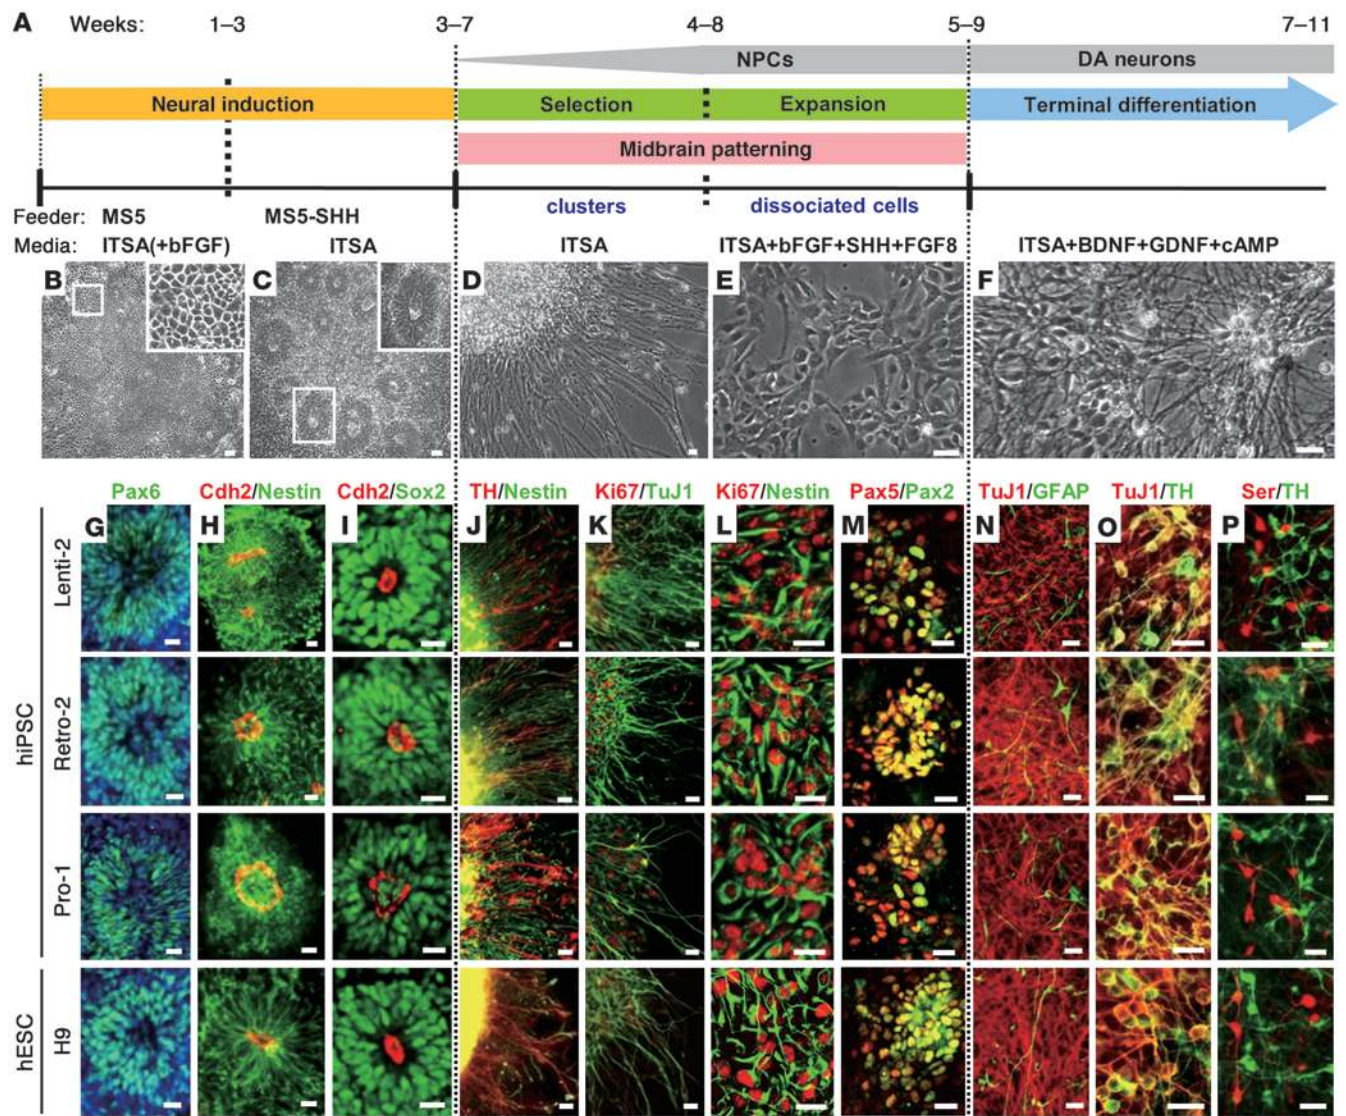 A Weeks: 1–3 3–7 4–8 5–9 7–11
NPCs DA neurons
Neural induction Selection Expansion Terminal differentiation
Midbrain patterning
clusters dissociated cells
Feeder: MS5 MS5-SHH
Media: ITSA(+bFGF) ITSA ITSA ITSA+bFGF+SHH+FGF8 ITSA+BDNF+GDNF+cAMP
B C D E F
Pax6 Cdh2/Nestin Cdh2/Sox2 TH/Nestin Ki67/TuJ1 Ki67/Nestin Pax5/Pax2 TuJ1/GFAP TuJ1/TH Ser/TH
G H I J K L M N O P
hiPSC
Lenti-2
Retro-2
Pro-1
hESC
H9